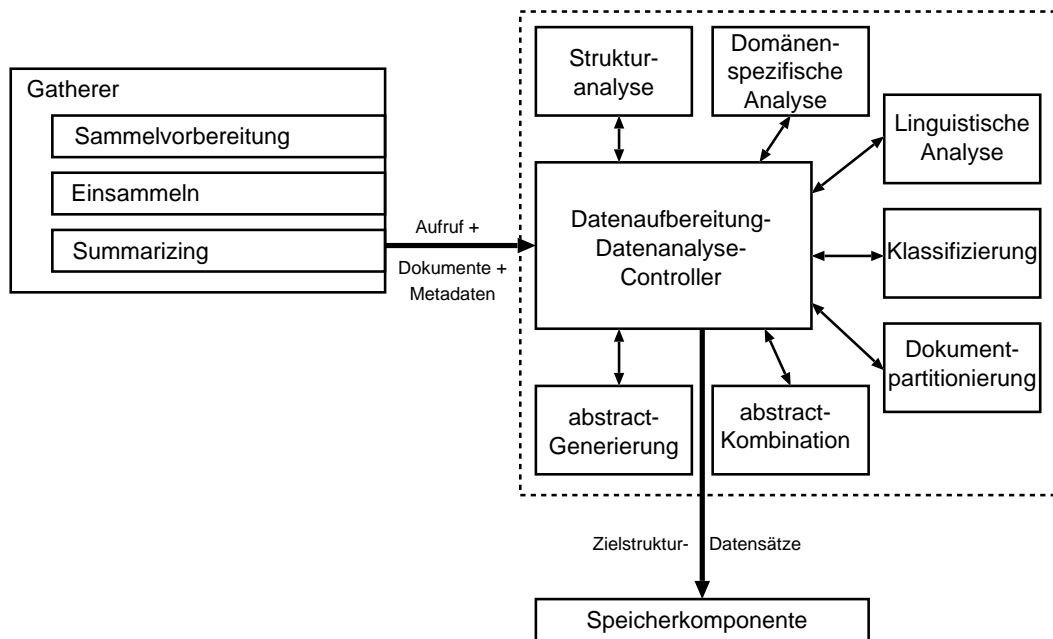 Gatherer
Sammelvorbereitung
Einsammeln
Summarizing
Aufruf +
Dokumente +
Metadaten
Struktur-
analyse
Domänen-
spezifische
Analyse
Linguistische
Analyse
Datenaufbereitung-
Datenanalyse-
Controller
Klassifizierung
Dokument-
partitionierung
abstract-
Generierung
abstract-
Kombination
Zielstruktur- Datensätze
Speicherkomponente